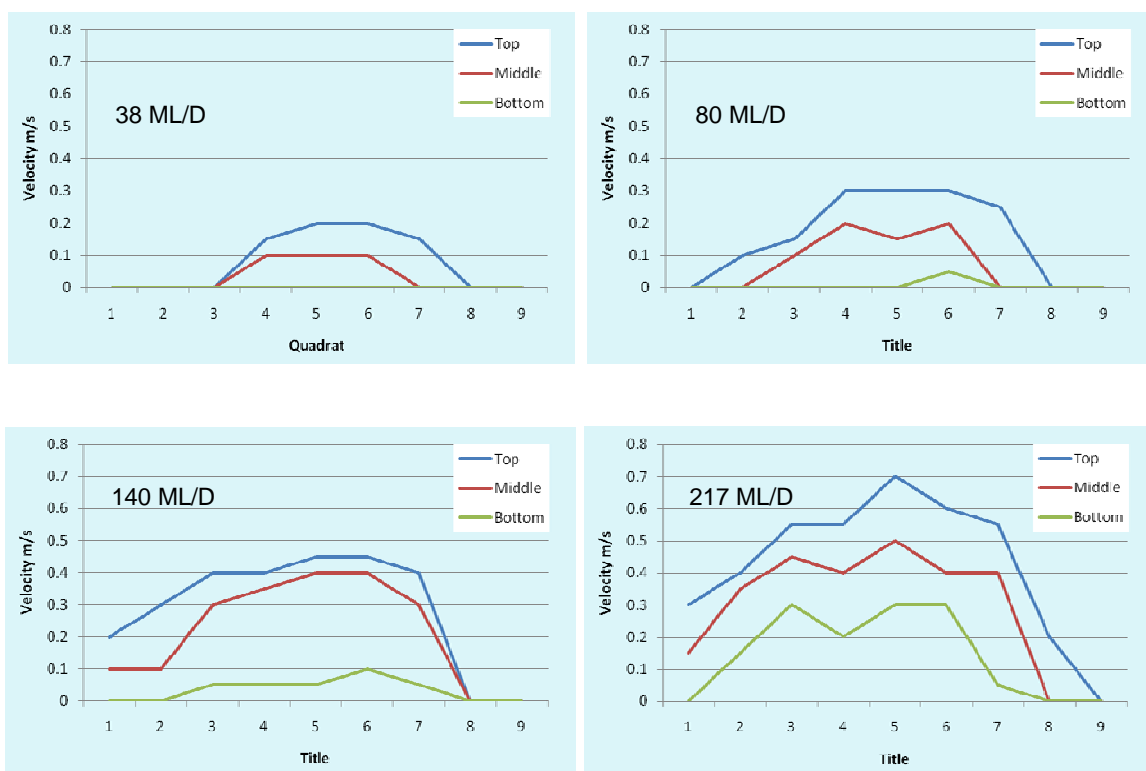 0.8
0.7
0.6
0.5
0.4
0.3
0.2
0.1
0
Velocity m/s
38 ML/D
Top
Middle
Bottom
1 2 3 4 5 6 7 8 9
Quadrat
0.8
0.7
0.6
0.5
0.4
0.3
0.2
0.1
0
Velocity m/s
80 ML/D
Top
Middle
Bottom
1 2 3 4 5 6 7 8 9
Title
0.8
0.7
0.6
0.5
0.4
0.3
0.2
0.1
0
Velocity m/s
140 ML/D
Top
Middle
Bottom
1 2 3 4 5 6 7 8 9
Title
0.8
0.7
0.6
0.5
0.4
0.3
0.2
0.1
0
Velocity m/s
217 ML/D
Top
Middle
Bottom
1 2 3 4 5 6 7 8 9
Title